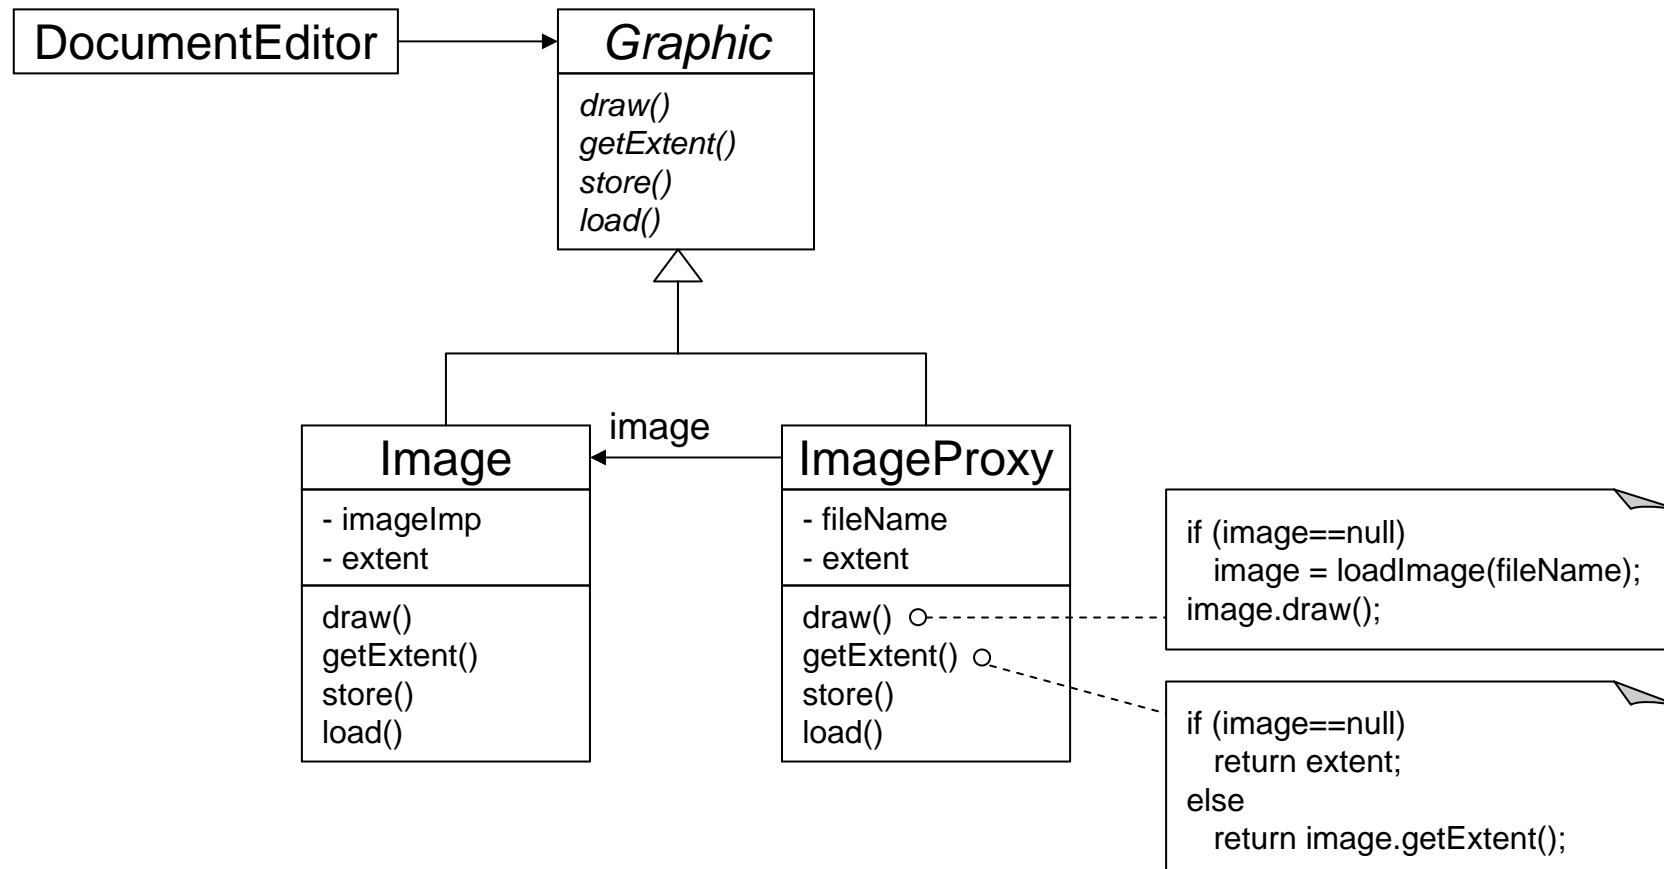 DocumentEditor
Graphic
draw()
getExtent()
store()
load()
image
Image
- imageImp
- extent
draw()
getExtent()
store()
load()
ImageProxy
- fileName
- extent
draw()
getExtent()
store()
load()
if (image==null)
image = loadImage(fileName);
image.draw();
if (image==null)
return extent;
else
return image.getExtent();